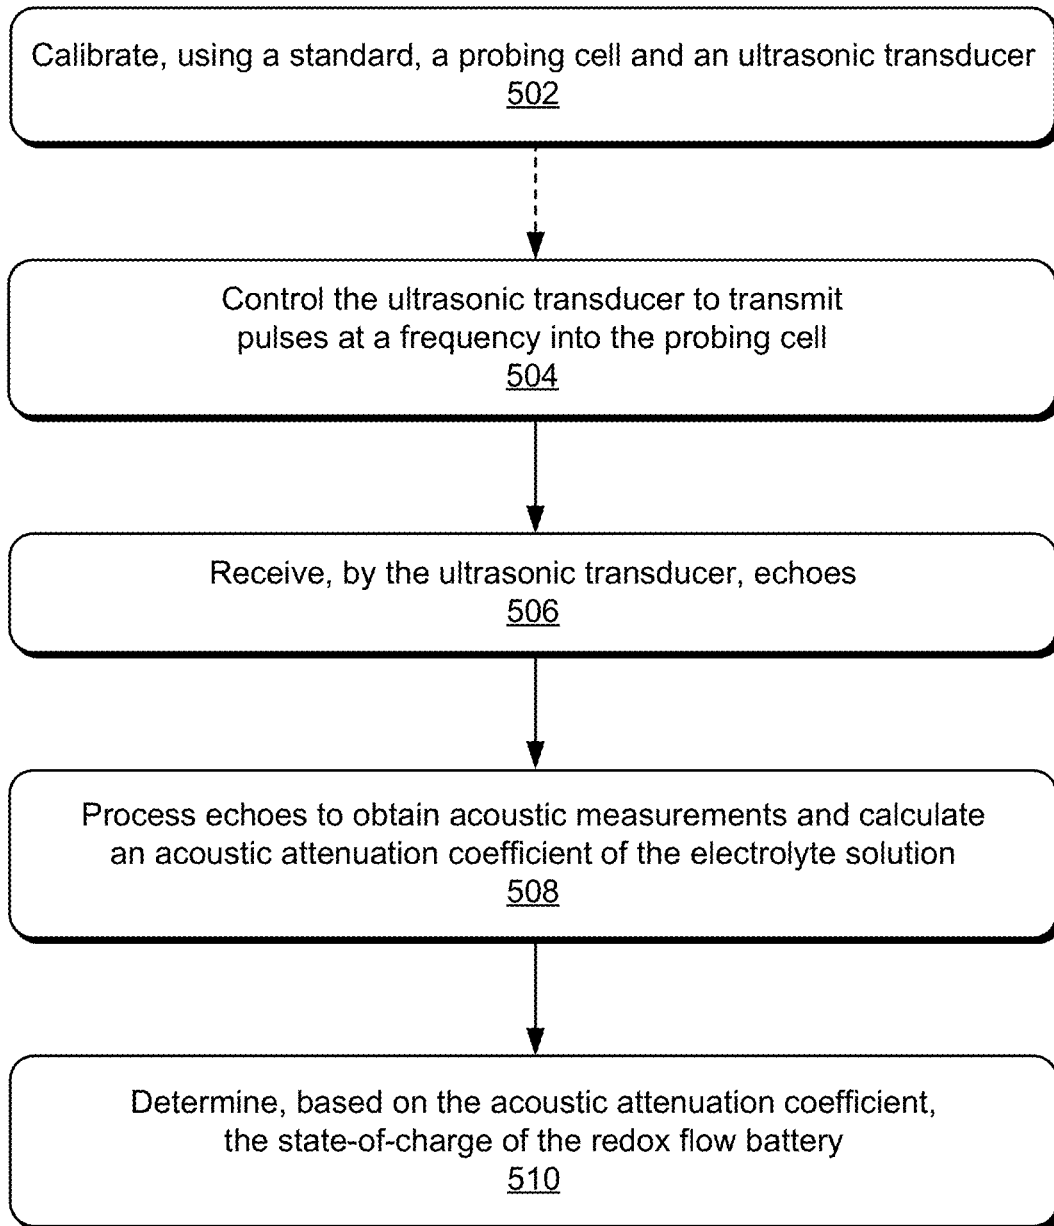 Calibrate, using a standard, a probing cell and an ultrasonic transducer
502
Control the ultrasonic transducer to transmit
pulses at a frequency into the probing cell
504
Receive, by the ultrasonic transducer, echoes
506
Process echoes to obtain acoustic measurements and calculate
an acoustic attenuation coefficient of the electrolyte solution
508
Determine, based on the acoustic attenuation coefficient,
the state-of-charge of the redox flow battery
510